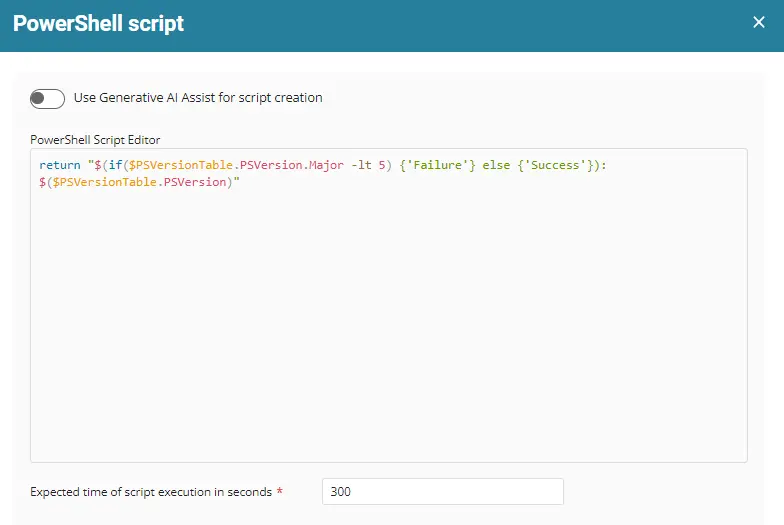 PowerShell script
Use Generative AI Assist for script creation
PowerShell Script Editor
return "$(if($PSVersionTable.PSVersion.Major -lt 5) {'Failure'} else {'Success'}):
$($PSVersionTable.PSVersion)"
Expected time of script execution in seconds *
300